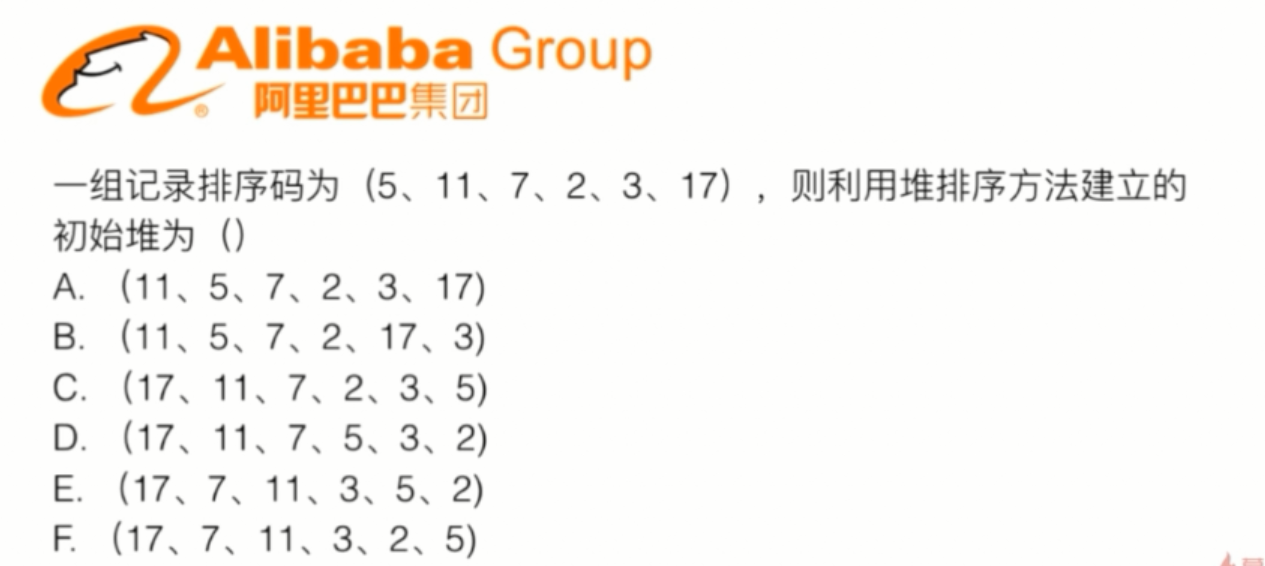 Alibaba Group
®
阿里巴巴集团
一组记录排序码为（5、11、7、2、3、17），则利用堆排序方法建立的
初始堆为（）
A.（11、5、7、2、3、17)
B.（11、5、7、2、17、3)
C.（17、11、7、2、3、5)
D.（17、11、7、5、3、2)
E.（17、7、11、3、5、2)
F.（17、7、11、3、2、5)